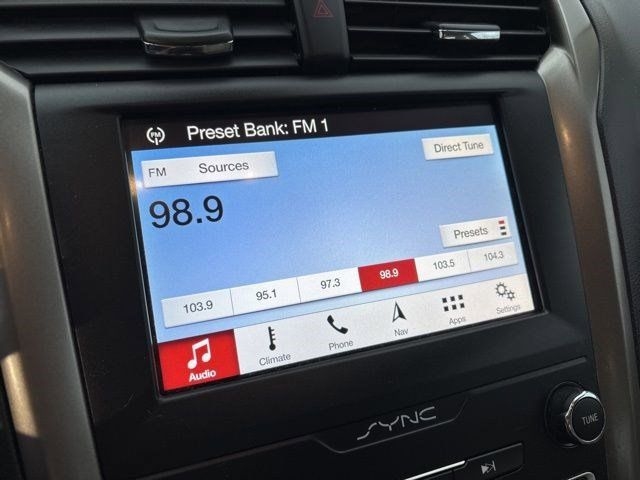 FM Preset Bank: FM 1
FM Sources Direct Tune
98.9
Presets
103.9 95.1 97.3 98.9 103.5 104.3
Audio Climate Phone Nav Apps Settings
SYNC
TUNE